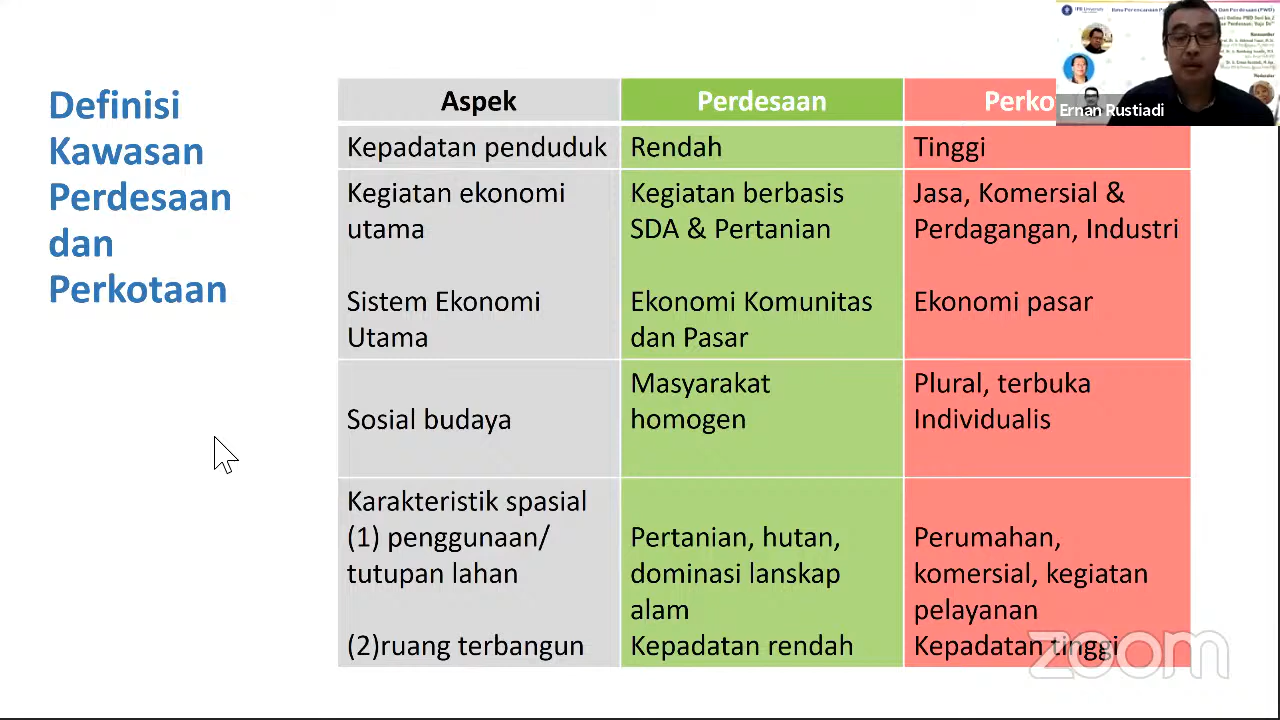 Definisi
Kawasan
Perdesaan
dan
Perkotaan
Aspek
Perdesaan
Perko
Kepadatan penduduk
Rendah
Tinggi
Kegiatan ekonomi
utama
Kegiatan berbasis
SDA & Pertanian
Jasa, Komersial &
Perdagangan, Industri
Sistem Ekonomi
Utama
Ekonomi Komunitas
dan Pasar
Ekonomi pasar
Sosial budaya
Masyarakat
homogen
Plural, terbuka
Individualis
Karakteristik spasial
(1) penggunaan/
tutupan lahan
Pertanian, hutan,
dominasi lanskap
alam
Perumahan,
komersial, kegiatan
pelayanan
(2)ruang terbangun
Kepadatan rendah
Kepadatan tinggi
Ernan Rustiadi
zoom